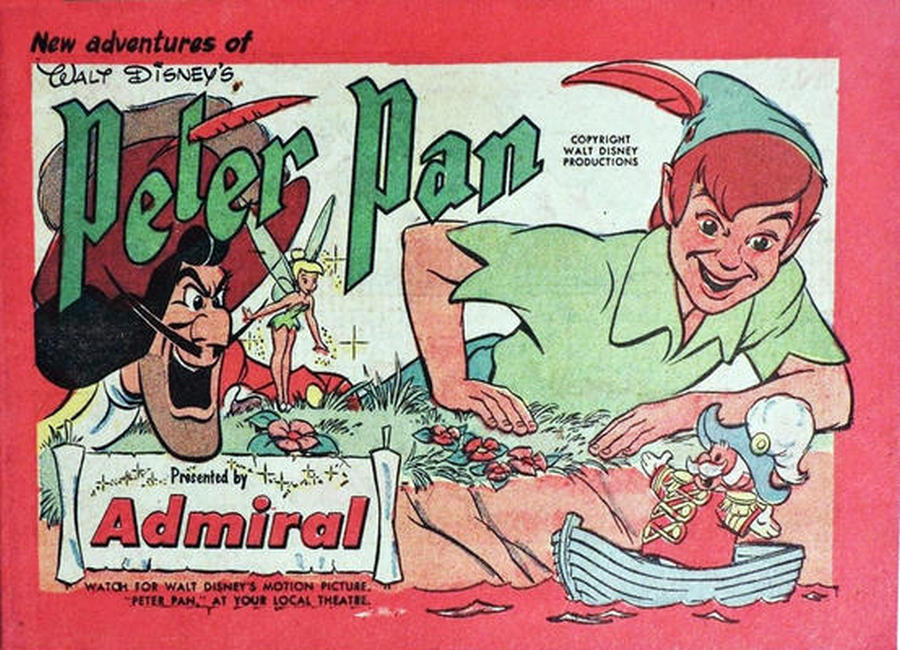 New adventures of
WALT DISNEY'S
Peter Pan
COPYRIGHT
WALT DISNEY
PRODUCTIONS
Presented by
Admiral
WATCH FOR WALT DISNEY'S MOTION PICTURE,
"PETER PAN," AT YOUR LOCAL THEATRE.